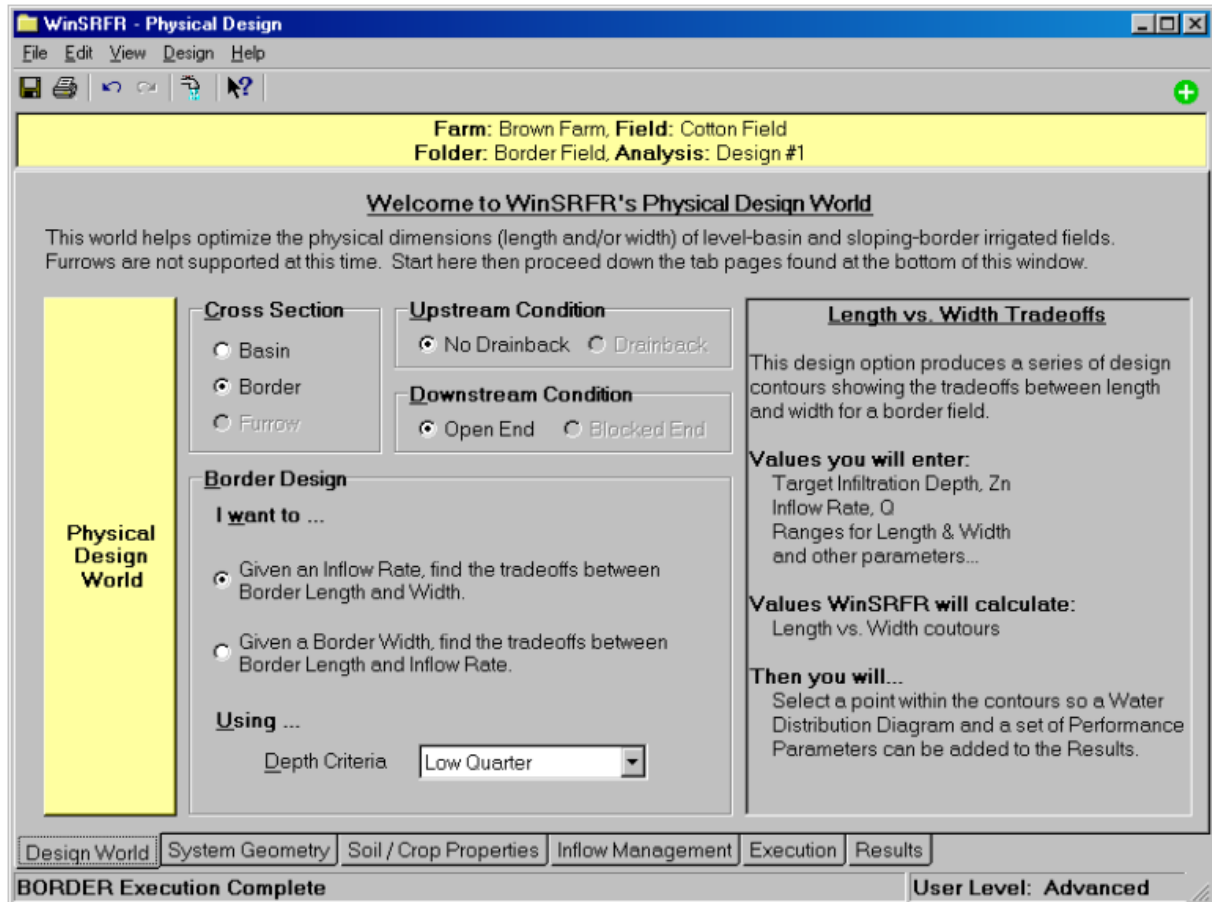 WinSRFR - Physical Design
File Edit View Design Help
Farm: Brown Farm, Field: Cotton Field
Folder: Border Field, Analysis: Design #1
Welcome to WinSRFR's Physical Design World
This world helps optimize the physical dimensions (length and/or width) of level-basin and sloping-border irrigated fields.
Furrows are not supported at this time. Start here then proceed down the tab pages found at the bottom of this window.
Physical
Design
World
Cross Section
Basin
Border
Furrow
Upstream Condition
No Drainback Drainback
Downstream Condition
Open End Blocked End
Border Design
I want to ...
Given an Inflow Rate, find the tradeoffs between
Border Length and Width.
Given a Border Width, find the tradeoffs between
Border Length and Inflow Rate.
Using ...
Depth Criteria Low Quarter
Length vs. Width Tradeoffs
This design option produces a series of design
contours showing the tradeoffs between length
and width for a border field.
Values you will enter:
Target Infiltration Depth, Zn
Inflow Rate, Q
Ranges for Length & Width
and other parameters...
Values WinSRFR will calculate:
Length vs. Width coutours
Then you will...
Select a point within the contours so a Water
Distribution Diagram and a set of Performance
Parameters can be added to the Results.
Design World System Geometry Soil / Crop Properties Inflow Management Execution Results
BORDER Execution Complete User Level: Advanced